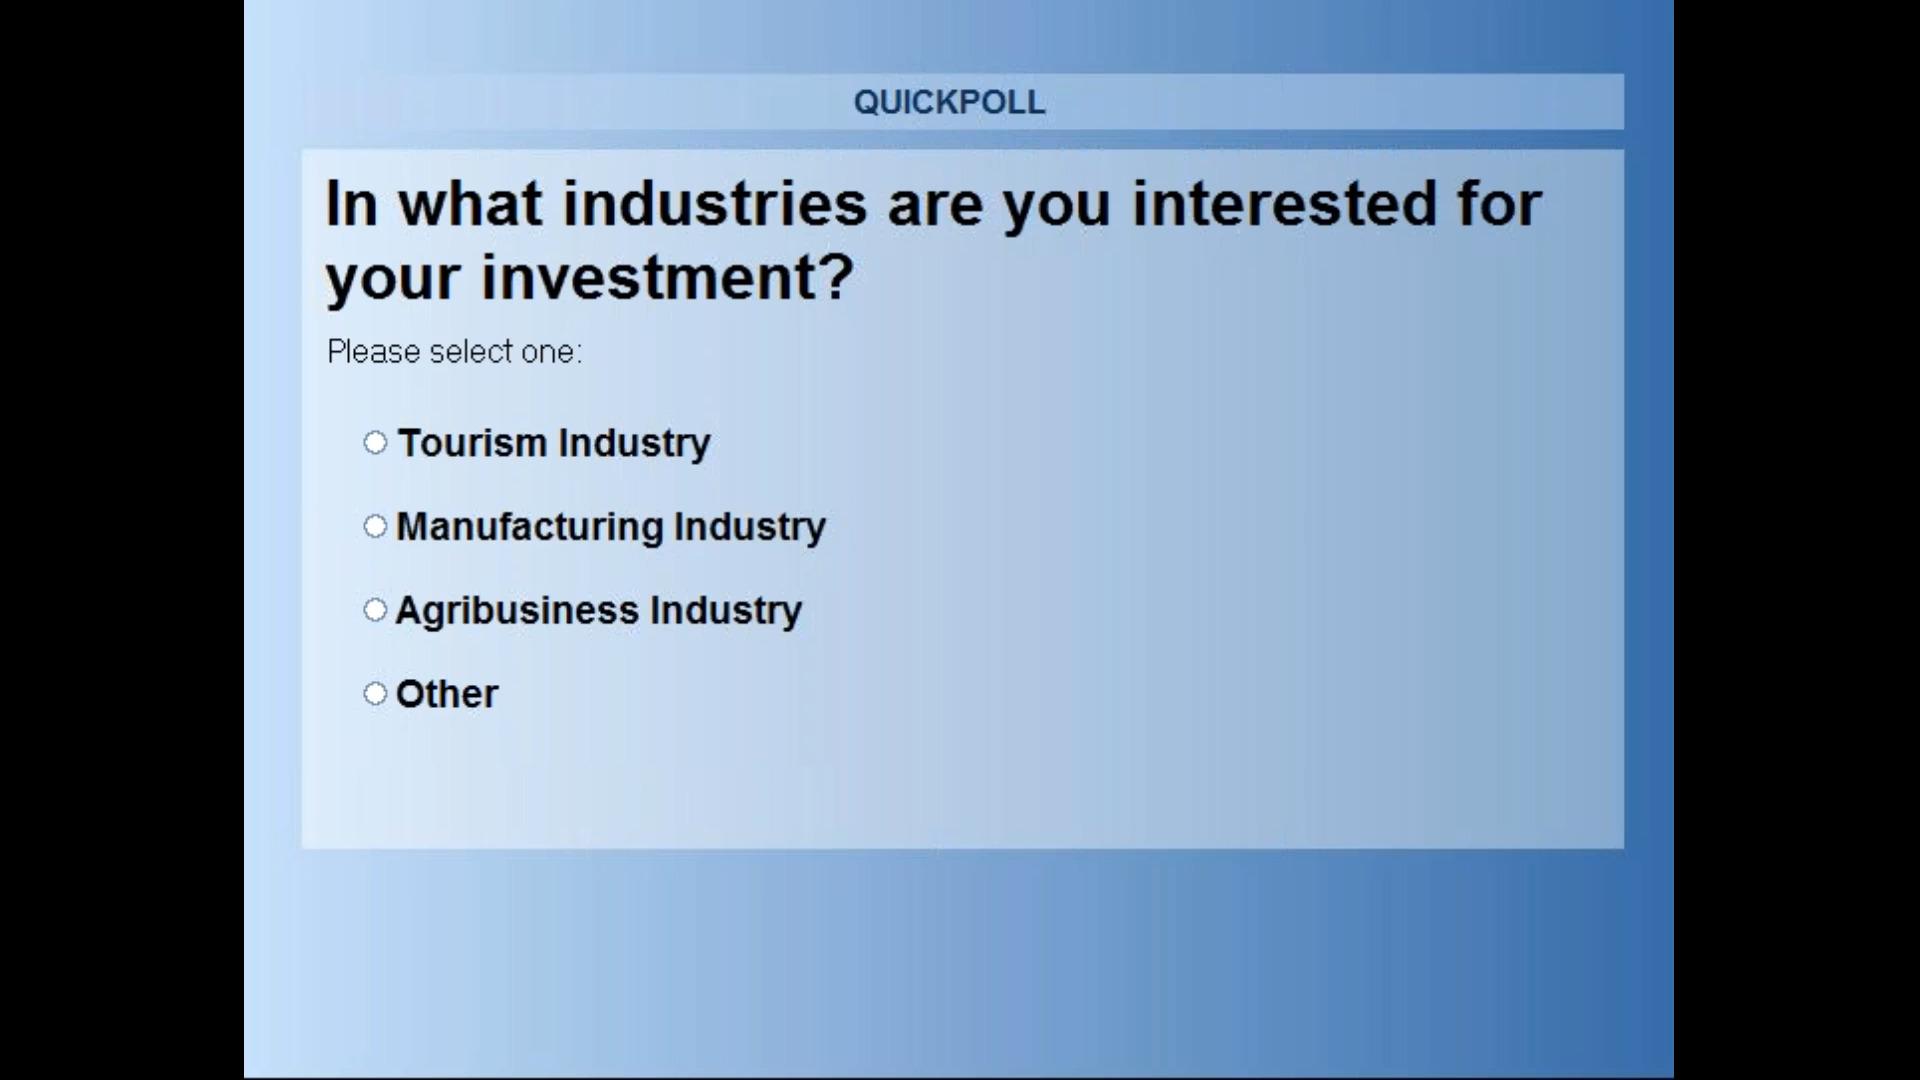 QUICKPOLL
In what industries are you interested for
your investment?
Please select one:
Tourism Industry
Manufacturing Industry
Agribusiness Industry
Other